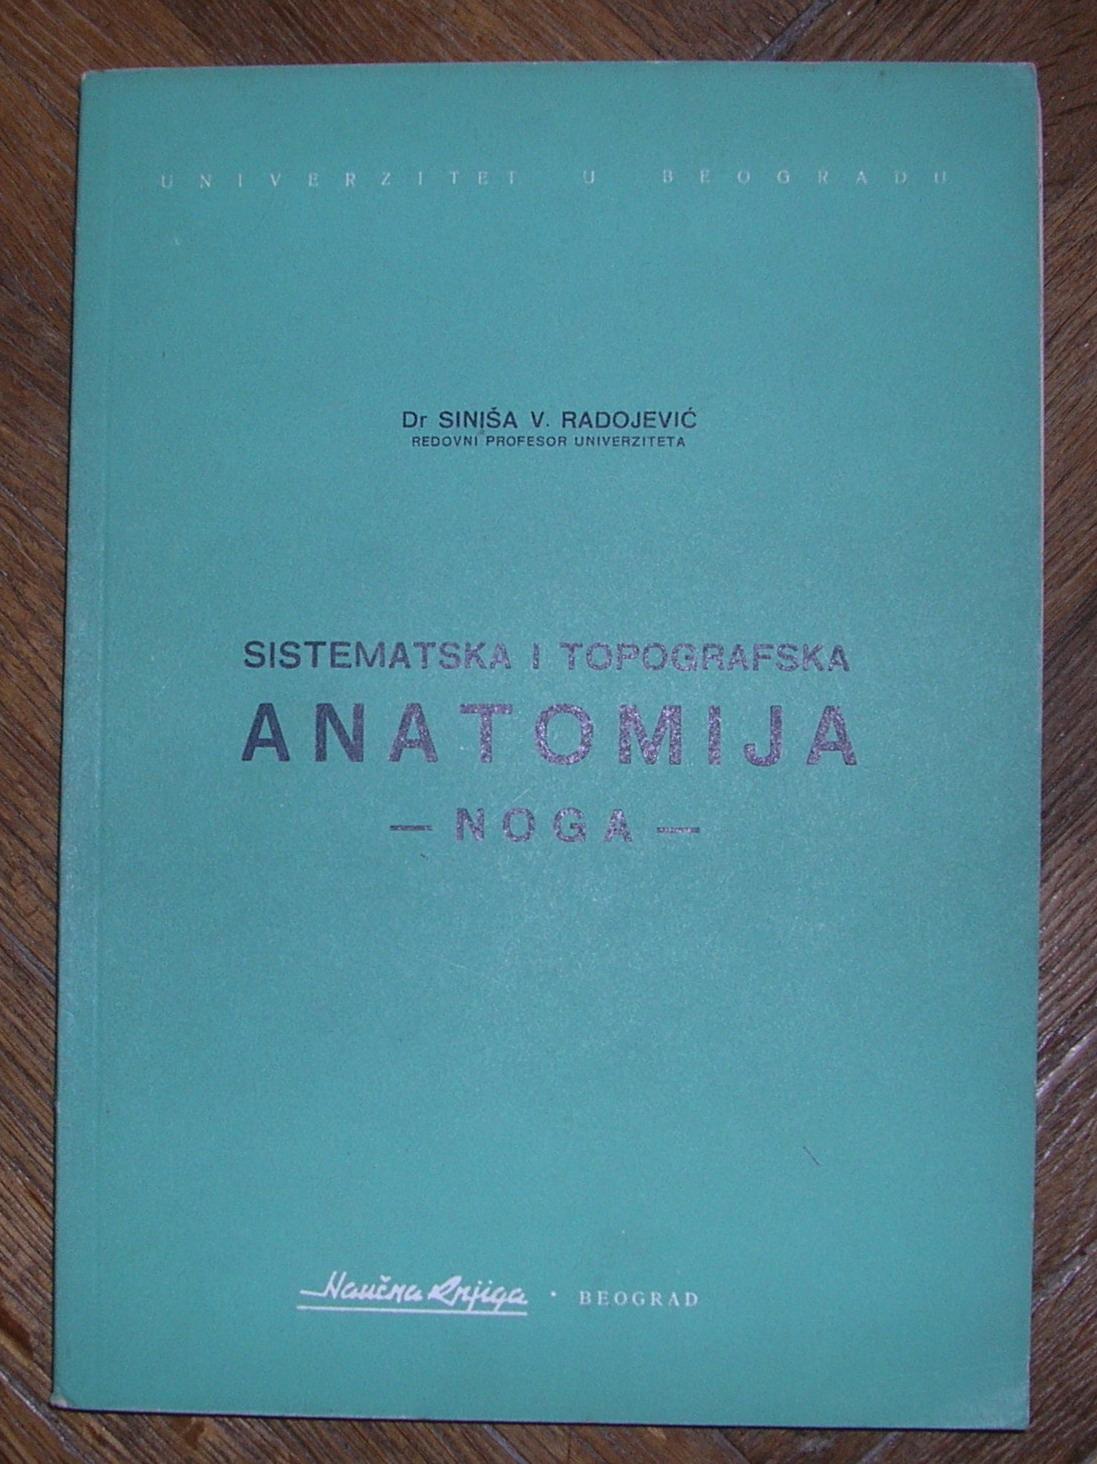 UNIVERZITET U BEOGRADU
Dr SINIŠA V. RADOJEVIĆ
REDOVNI PROFESOR UNIVERZITETA
SISTEMATSKA I TOPOGRAFSKA
ANATOMIJA
— NOGA —
Naučna Knjiga • BEOGRAD